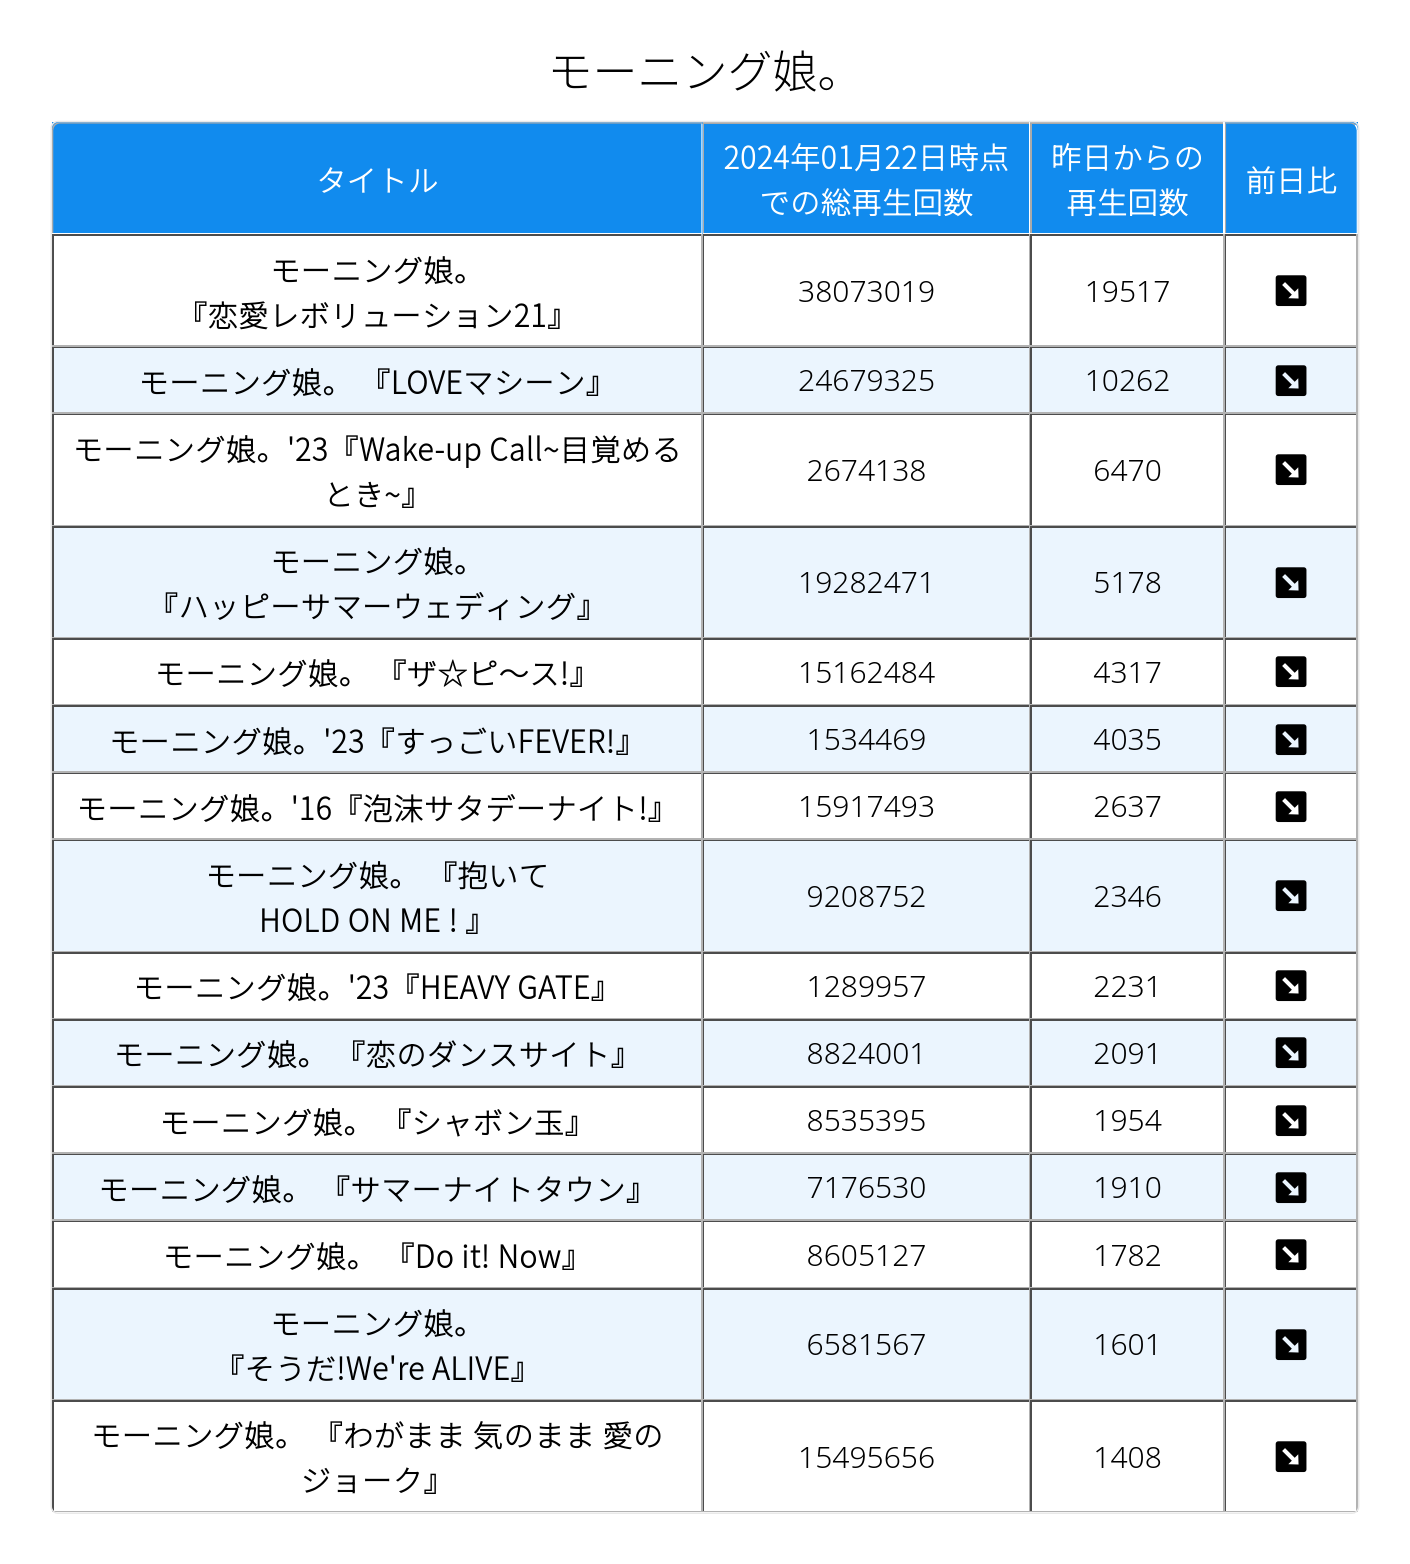 モーニング娘。
タイトル
2024年01月22日時点
での総再生回数
昨日からの
再生回数
前日比
モーニング娘。
『恋愛レボリューション21』
38073019
19517
モーニング娘。 『LOVEマシーン』
24679325
10262
モーニング娘。'23『Wake-up Call~目覚める
とき~』
2674138
6470
モーニング娘。
『ハッピーサマーウェディング』
19282471
5178
モーニング娘。 『ザ☆ピ〜ス!』
15162484
4317
モーニング娘。'23『すっごいFEVER!』
1534469
4035
モーニング娘。'16『泡沫サタデーナイト!』
15917493
2637
モーニング娘。 『抱いて
HOLD ON ME ! 』
9208752
2346
モーニング娘。'23『HEAVY GATE』
1289957
2231
モーニング娘。 『恋のダンスサイト』
8824001
2091
モーニング娘。 『シャボン玉』
8535395
1954
モーニング娘。 『サマーナイトタウン』
7176530
1910
モーニング娘。 『Do it! Now』
8605127
1782
モーニング娘。
『そうだ!We're ALIVE』
6581567
1601
モーニング娘。 『わがまま 気のまま 愛の
ジョーク』
15495656
1408